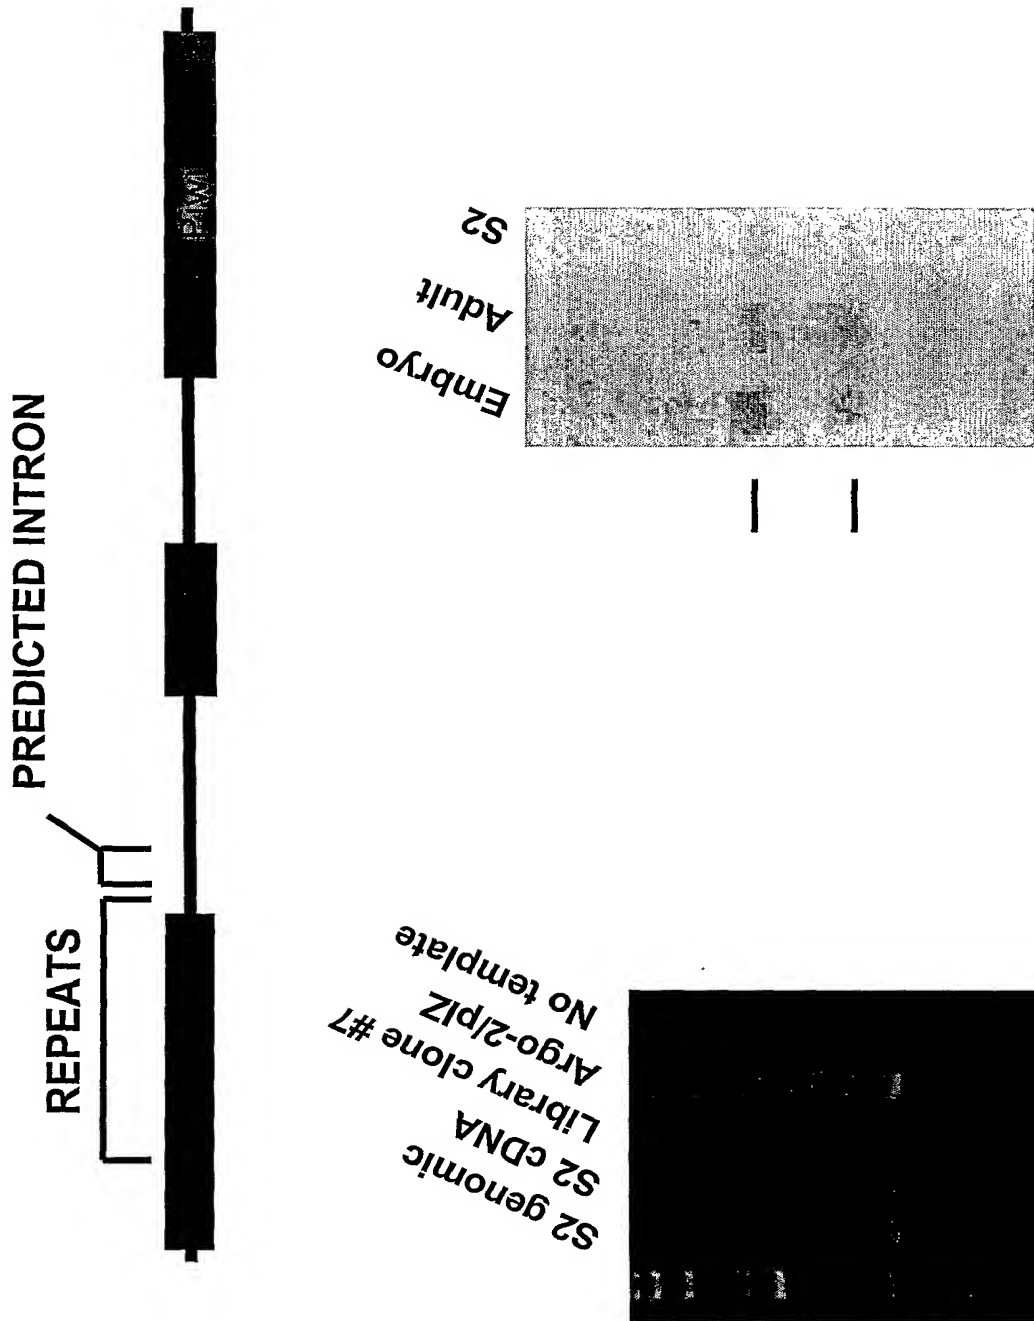 REPEATS
PREDICTED INTRON
PIWI
S2 genomic
S2 cDNA
Library clone #7
Argo-2/pIZ
No template
Embryo
Adult
S2